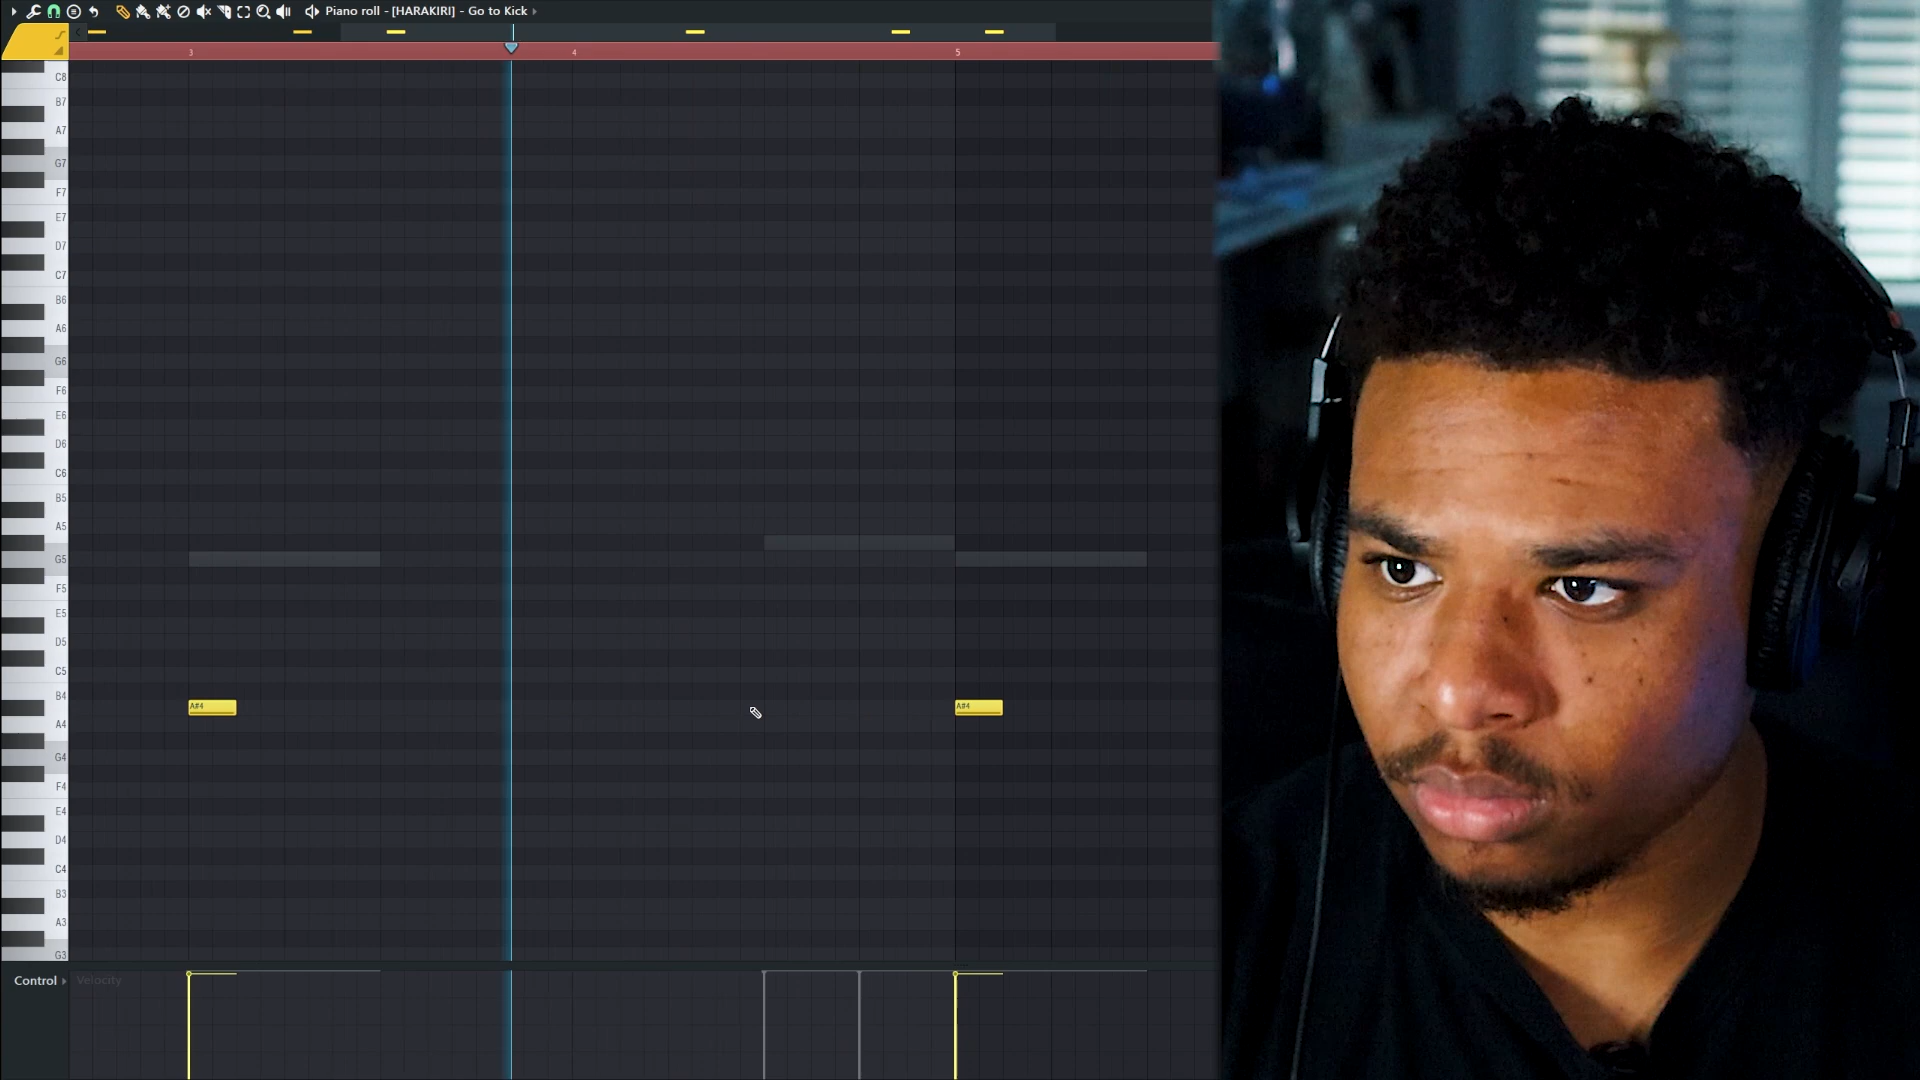 Piano roll - [HARAKIRI] - Go to Kick
3
4
5
C8
B7
A7
G7
F7
E7
D7
C7
B6
A6
G6
F6
E6
D6
C6
B5
A5
G5
F5
E5
D5
C5
B4
A#4
A#4
A4
G4
F4
E4
D4
C4
B3
A3
G3
Control
Velocity